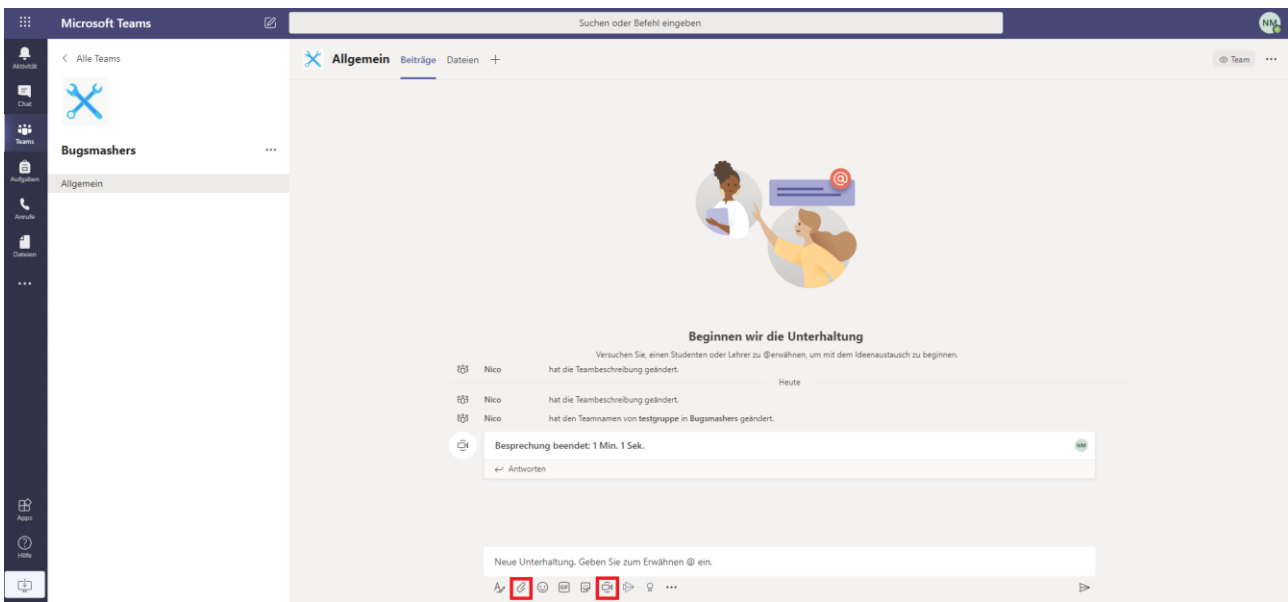 Microsoft Teams
Suchen oder Befehl eingeben
NM
Aktivität
Chat
Teams
Aufgaben
Anrufe
Dateien
Apps
Hilfe
Alle Teams
Bugsmashers
Allgemein
Allgemein Beiträge Dateien
Team
@
Beginnen wir die Unterhaltung
Versuchen Sie, einen Studenten oder Lehrer zu @erwähnen, um mit dem Ideenaustausch zu beginnen.
Nico hat die Teambeschreibung geändert.
Heute
Nico hat die Teambeschreibung geändert.
Nico hat den Teamnamen von testgruppe in Bugsmashers geändert.
Besprechung beendet: 1 Min. 1 Sek.
NM
Antworten
Neue Unterhaltung. Geben Sie zum Erwähnen @ ein.
GIF